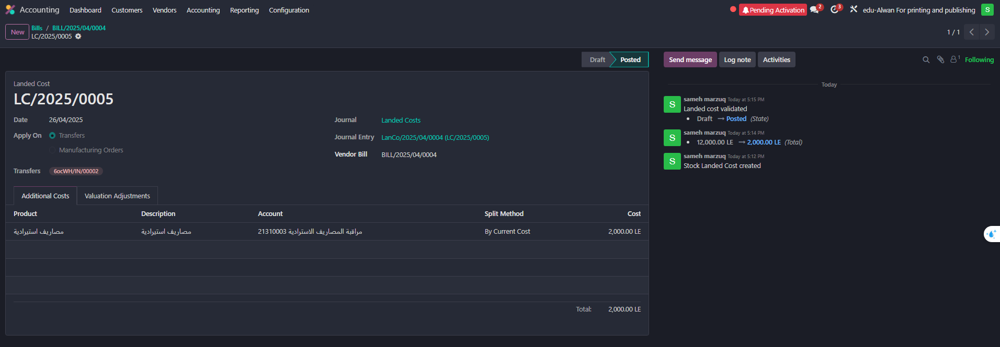 Accounting Dashboard Customers Vendors Accounting Reporting Configuration
Pending Activation 2 3 edu-Alwan For printing and publishing S
New Bills / BILL/2025/04/0004
LC/2025/0005
1 / 1
Draft Posted
Send message Log note Activities
1 Following
Landed Cost
LC/2025/0005
Date 26/04/2025
Apply On Transfers
Manufacturing Orders
Transfers 6ocWH/IN/00002
Journal Landed Costs
Journal Entry LanCo/2025/04/0004 (LC/2025/0005)
Vendor Bill BILL/2025/04/0004
Additional Costs Valuation Adjustments
Product Description Account Split Method Cost
مصاريف استيرادية مصاريف استيرادية 21310003 مراقبة المصاريف الاسترادية By Current Cost 2,000.00 LE
Total: 2,000.00 LE
Today
S sameh marzuq Today at 5:15 PM
Landed cost validated
• Draft → Posted (State)
S sameh marzuq Today at 5:14 PM
• 12,000.00 LE → 2,000.00 LE (Total)
S sameh marzuq Today at 5:12 PM
Stock Landed Cost created